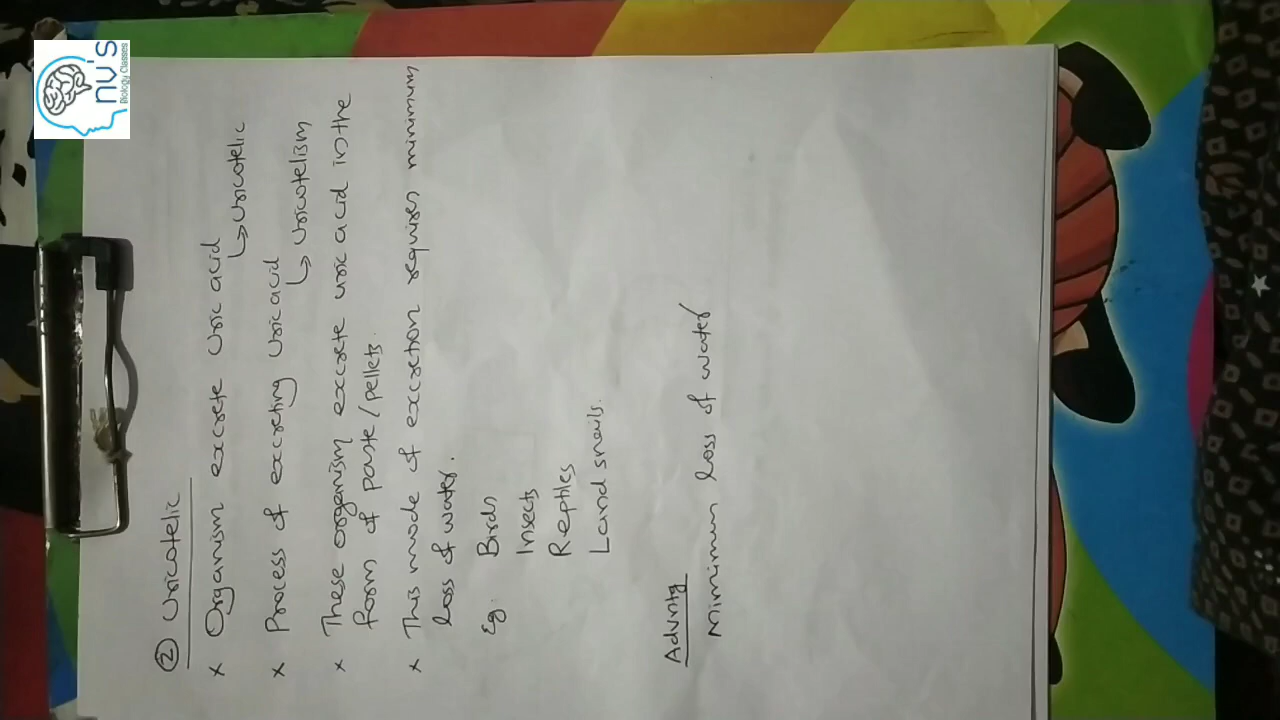 nv's
Biology Classes
② Uricotelic
x Organism excrete Uric acid
↳ uricotelic
x Process of excreting Uric acid
↳ uricotelism
x These organism excrete uric acid in the
form of paste/pellets.
x This mode of excretion requires minimum
loss of water.
Eg. Birds
Insects
Reptiles
Land snails.
Advntg
Minimum loss of water